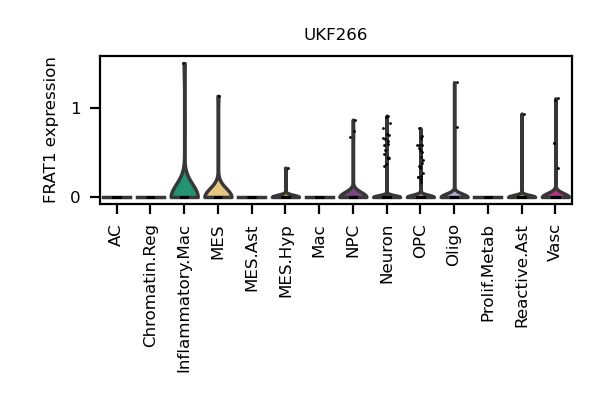 UKF266
FRAT1 expression
1
0
AC
Chromatin.Reg
Inflammatory.Mac
MES
MES.Ast
MES.Hyp
Mac
NPC
Neuron
OPC
Oligo
Prolif.Metab
Reactive.Ast
Vasc